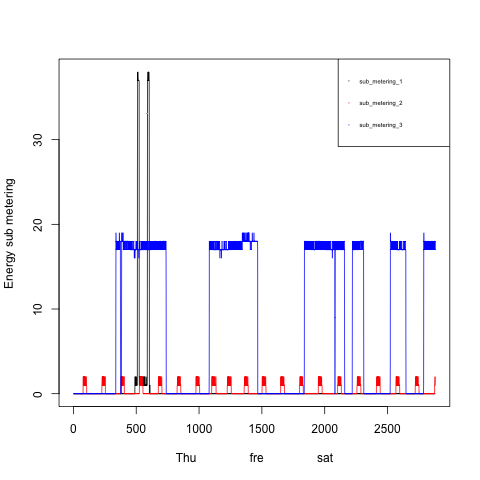 sub_metering_1
sub_metering_2
sub_metering_3
Energy sub metering
30
20
10
0
0 500 1000 1500 2000 2500
Thu fre sat